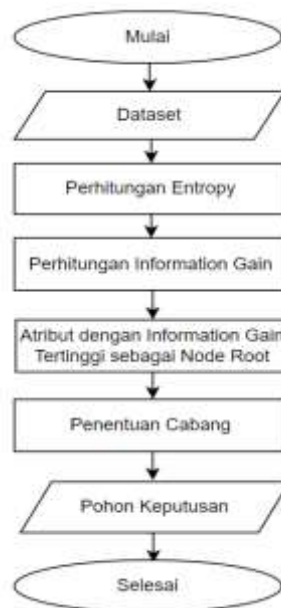 Mulai
Dataset
Perhitungan Entropy
Perhitungan Information Gain
Atribut dengan Information Gain
Tertinggi sebagai Node Root
Penentuan Cabang
Pohon Keputusan
Selesai